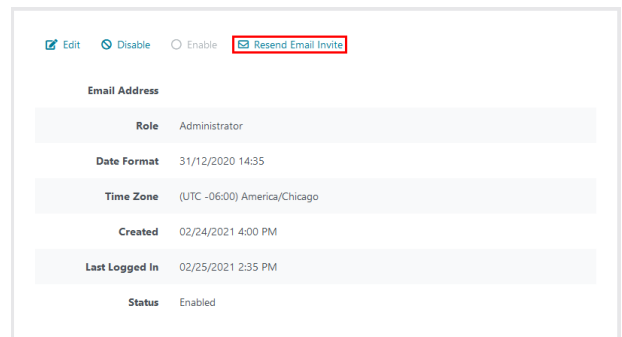 Edit Disable Enable Resend Email Invite
Email Address
Role Administrator
Date Format 31/12/2020 14:35
Time Zone (UTC -06:00) America/Chicago
Created 02/24/2021 4:00 PM
Last Logged In 02/25/2021 2:35 PM
Status Enabled